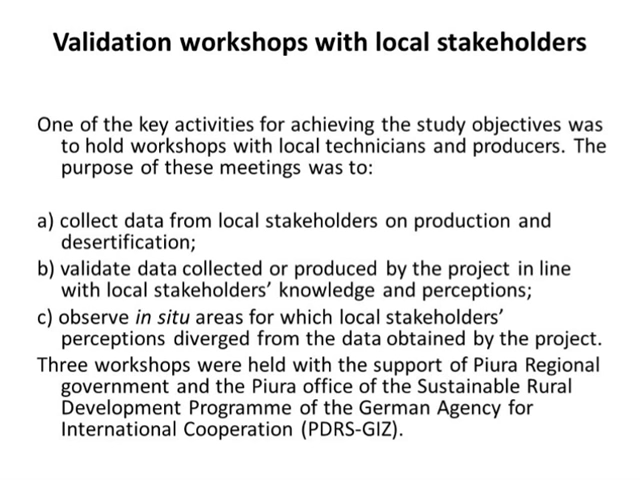 Validation workshops with local stakeholders
One of the key activities for achieving the study objectives was
to hold workshops with local technicians and producers. The
purpose of these meetings was to:
a) collect data from local stakeholders on production and
desertification;
b) validate data collected or produced by the project in line
with local stakeholders’ knowledge and perceptions;
c) observe in situ areas for which local stakeholders’
perceptions diverged from the data obtained by the project.
Three workshops were held with the support of Piura Regional
government and the Piura office of the Sustainable Rural
Development Programme of the German Agency for
International Cooperation (PDRS-GIZ).